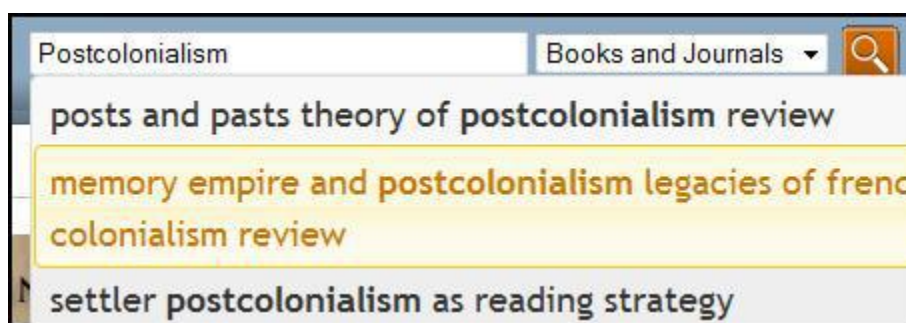 Postcolonialism Books and Journals
posts and pasts theory of postcolonialism review
memory empire and postcolonialism legacies of frenc
colonialism review
settler postcolonialism as reading strategy